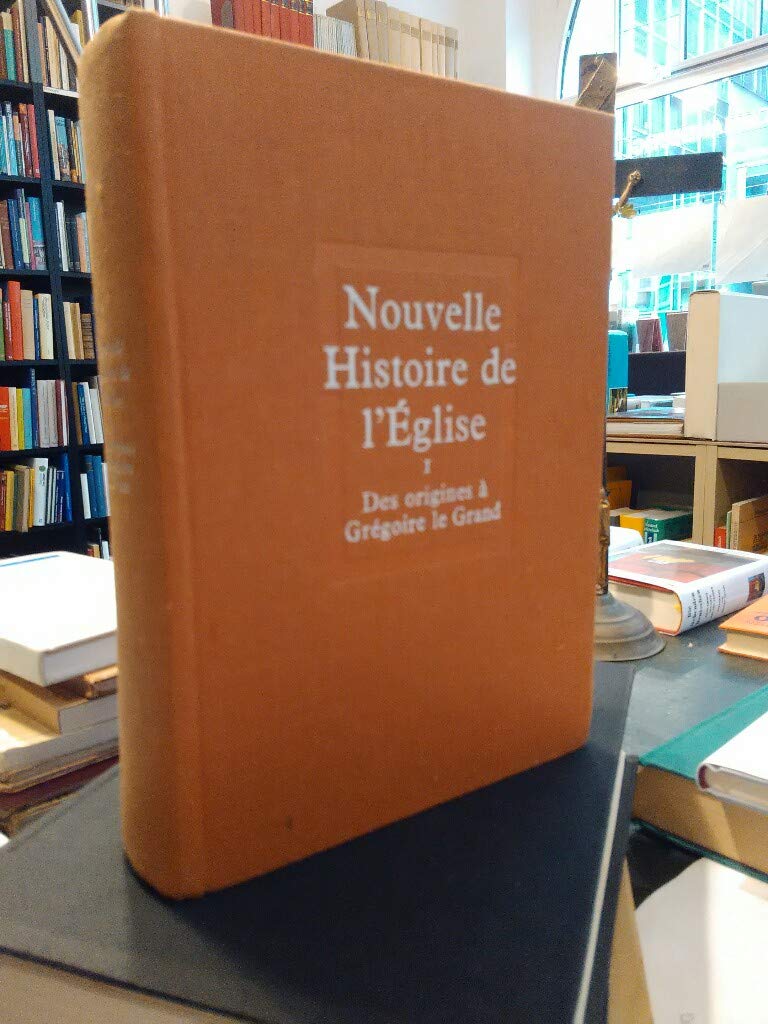 Nouvelle
Histoire de
l'Église
I
Des origines à
Grégoire le Grand